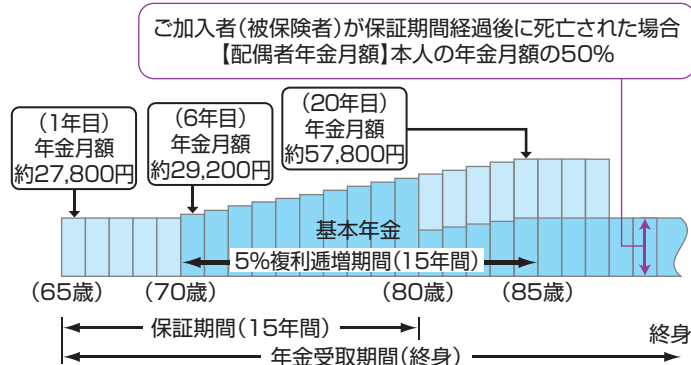 ご加入者(被保険者)が保証期間経過後に死亡された場合
【配偶者年金月額】本人の年金月額の50%
(1年目)
年金月額
約27,800円
(6年目)
年金月額
約29,200円
(20年目)
年金月額
約57,800円
基本年金
5%複利逓増期間(15年間)
(65歳)
(70歳)
(80歳)
(85歳)
保証期間(15年間)
終身
年金受取期間(終身)